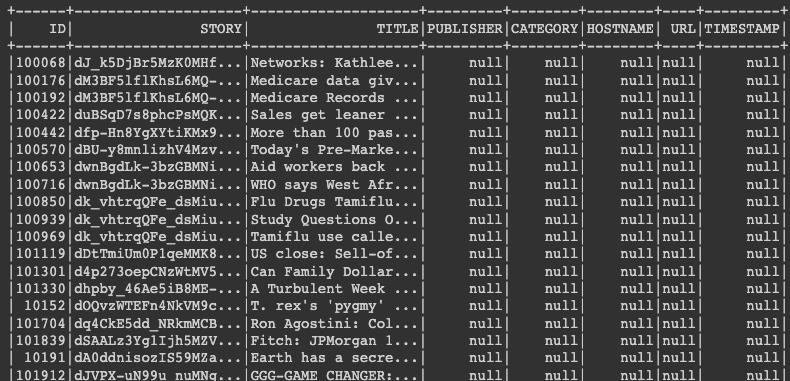 +------+--------------------+--------------------+---------+--------+--------+----+---------+
| ID| STORY| TITLE|PUBLISHER|CATEGORY|HOSTNAME| URL|TIMESTAMP|
+------+--------------------+--------------------+---------+--------+--------+----+---------+
|100068|dJ_k5DjBr5MzK0MHf...|Networks: Kathlee...| null| null| null|null| null|
|100176|dM3BF5lflKhsL6MQ-...|Medicare data giv...| null| null| null|null| null|
|100192|dM3BF5lflKhsL6MQ-...|Medicare Records ...| null| null| null|null| null|
|100422|duBSqD7s8phcPsMQK...|Sales get leaner ...| null| null| null|null| null|
|100442|dfp-Hn8YgXYtiKMx9...|More than 100 pas...| null| null| null|null| null|
|100570|dBU-y8mnlizhV4Mzv...|Today's Pre-Marke...| null| null| null|null| null|
|100653|dwnBgdLk-3bzGBMNi...|Aid workers back ...| null| null| null|null| null|
|100716|dwnBgdLk-3bzGBMNi...|WHO says West Afr...| null| null| null|null| null|
|100850|dk_vhtrqQFe_dsMiu...|Flu Drugs Tamiflu...| null| null| null|null| null|
|100939|dk_vhtrqQFe_dsMiu...|Study Questions O...| null| null| null|null| null|
|100969|dk_vhtrqQFe_dsMiu...|Tamiflu use calle...| null| null| null|null| null|
|101119|dDtTmiUm0P1qeMMK8...|US close: Sell-of...| null| null| null|null| null|
|101301|d4p273oepCNzWtMV5...|Can Family Dollar...| null| null| null|null| null|
|101330|dhpby_46Ae5iB8ME-...|A Turbulent Week ...| null| null| null|null| null|
| 10152|dOQvzWTEFn4NkVM9c...|T. rex's 'pygmy' ...| null| null| null|null| null|
|101704|dq4CkE5dd_NRkmMCB...|Ron Agostini: Col...| null| null| null|null| null|
|101839|dSAALz3Yg1Ijh5MZV...|Fitch: JPMorgan 1...| null| null| null|null| null|
| 10191|dA0ddnisozIS59MZa...|Earth has a secre...| null| null| null|null| null|
|101912|dJVPX-uN99u_nuMNg...|GGG-GAME CHANGER:...| null| null| null|null| null|